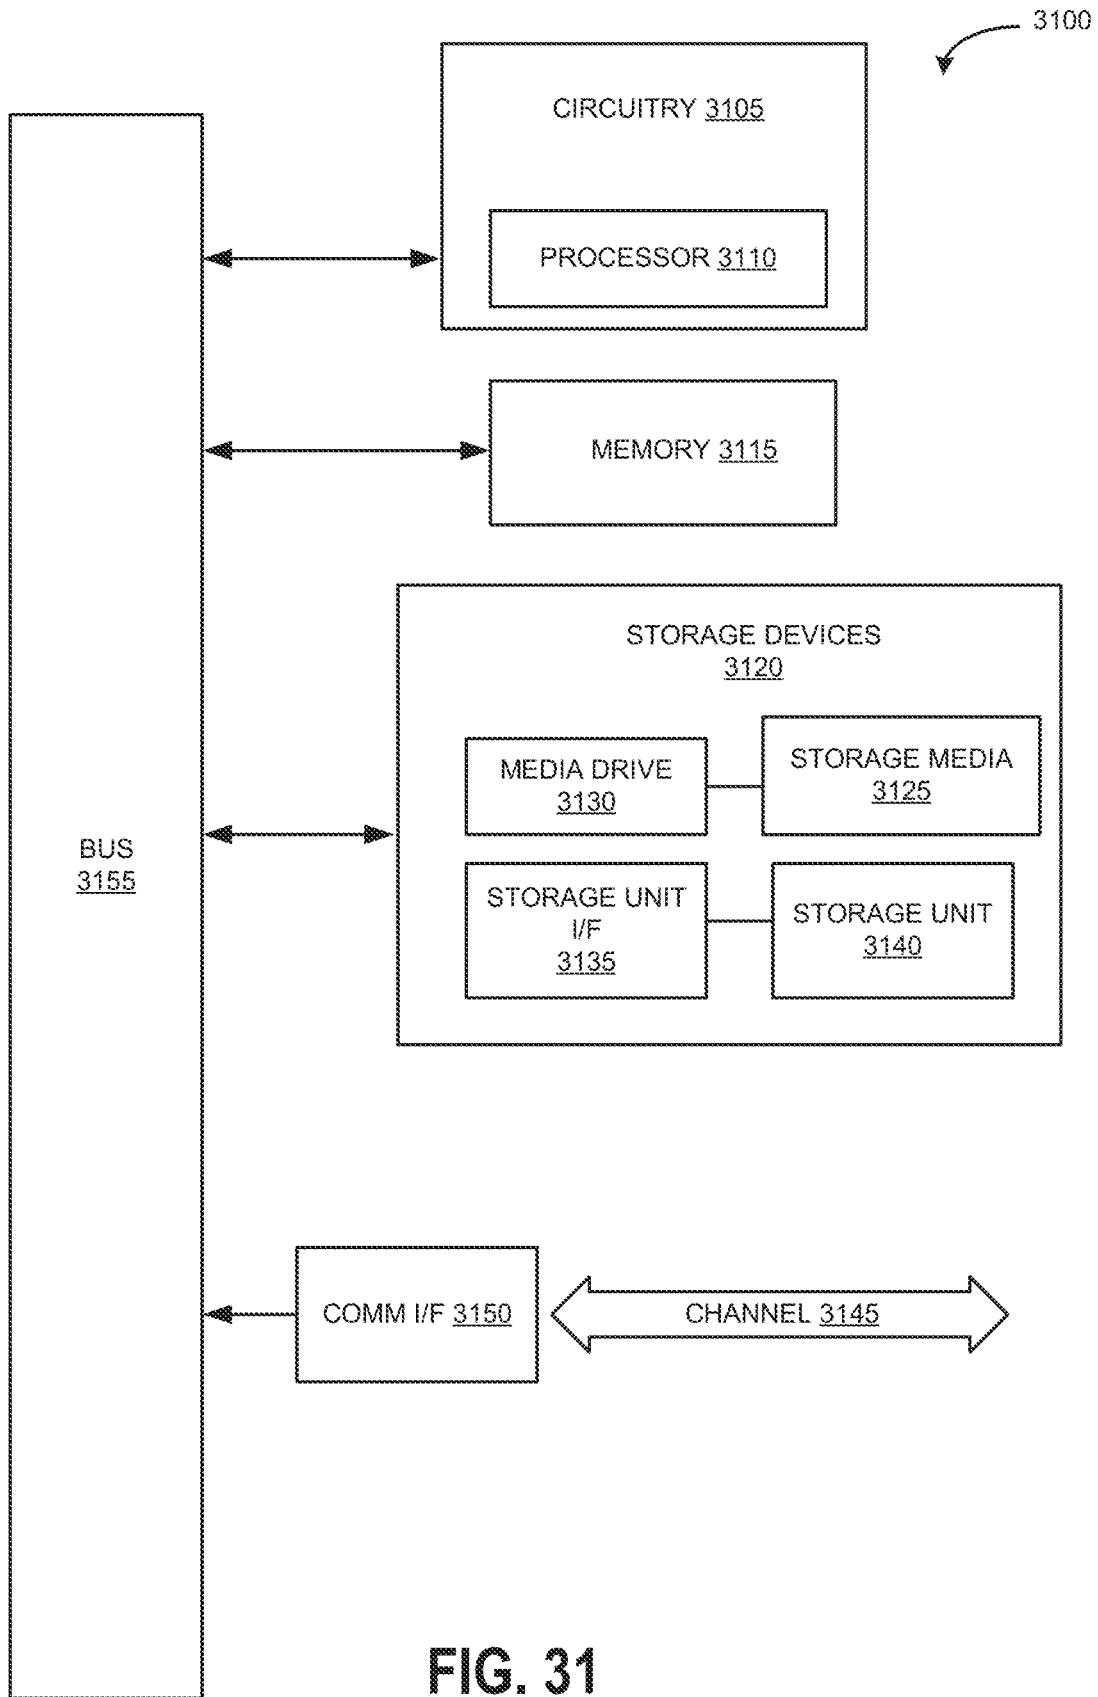 3100
CIRCUITRY 3105
PROCESSOR 3110
MEMORY 3115
STORAGE DEVICES
3120
MEDIA DRIVE
3130
STORAGE MEDIA
3125
STORAGE UNIT
I/F
3135
STORAGE UNIT
3140
BUS
3155
COMM I/F 3150
CHANNEL 3145
FIG. 31